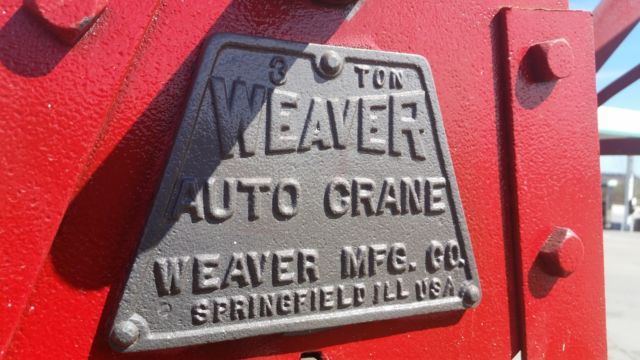 3 TON
WEAVER
AUTO CRANE
WEAVER MFG. CO.
SPRINGFIELD ILL USA